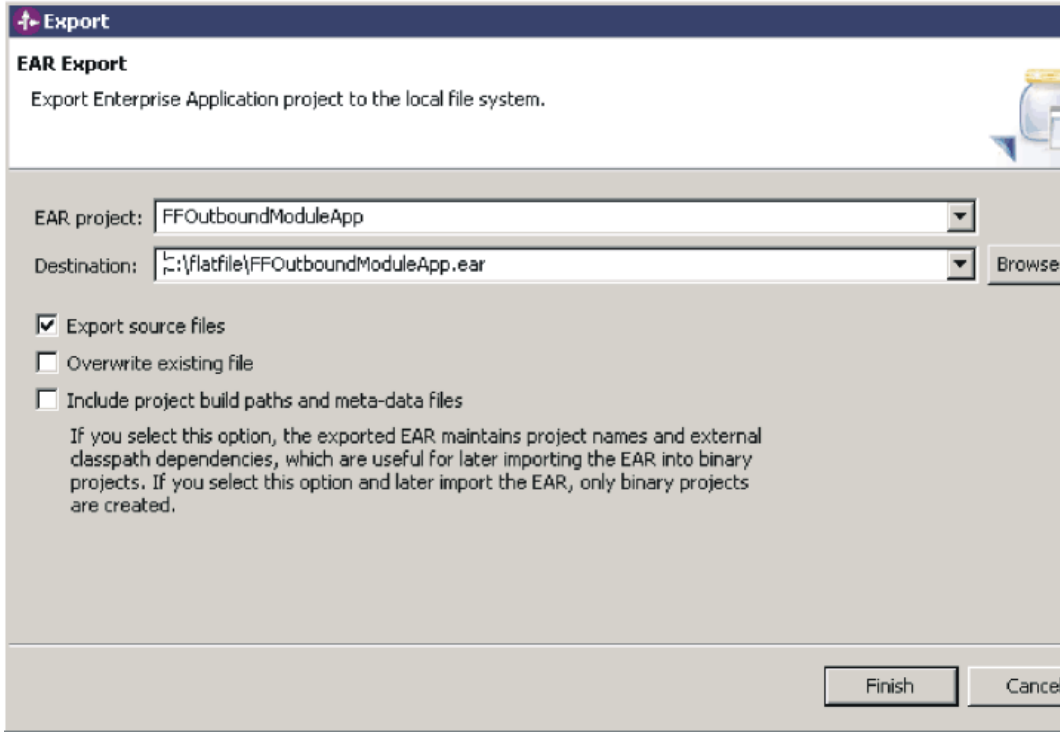 Export
EAR Export
Export Enterprise Application project to the local file system.
EAR project: FFOutboundModuleApp
Destination: :\flatfile\FFOutboundModuleApp.ear Browse
Export source files
Overwrite existing file
Include project build paths and meta-data files
If you select this option, the exported EAR maintains project names and external
classpath dependencies, which are useful for later importing the EAR into binary
projects. If you select this option and later import the EAR, only binary projects
are created.
Finish Cancel